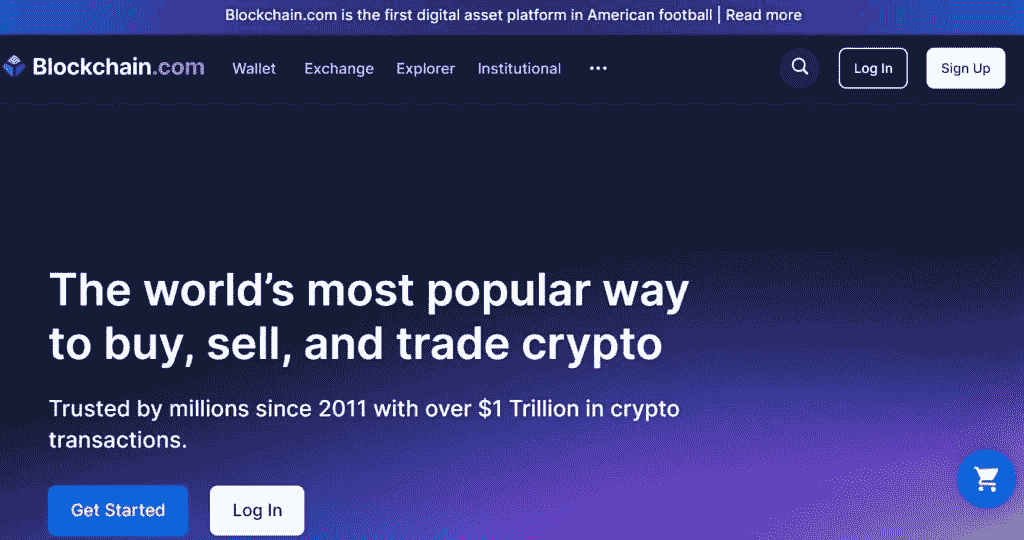 Blockchain.com is the first digital asset platform in American football | Read more
Blockchain.com Wallet Exchange Explorer Institutional ••• Log In Sign Up
The world's most popular way
to buy, sell, and trade crypto
Trusted by millions since 2011 with over $1 Trillion in crypto
transactions.
Get Started Log In